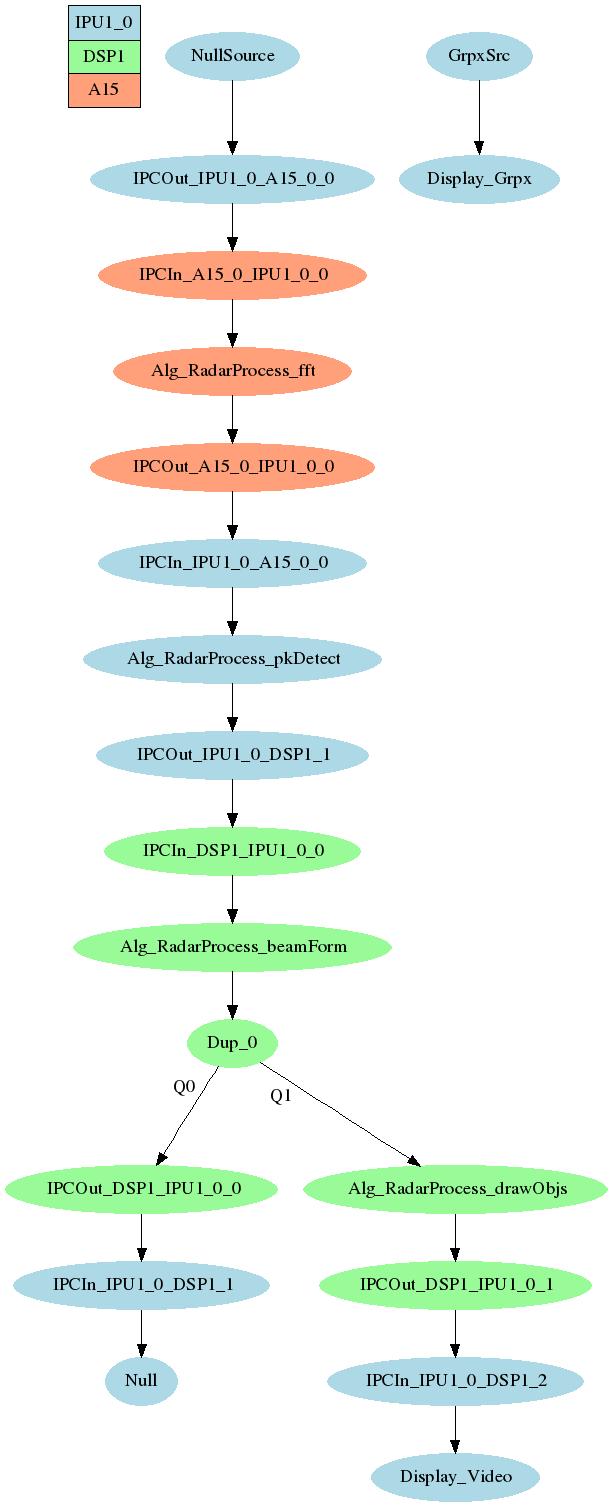 IPU1_0
DSP1
A15
NullSource
GrpxSrc
IPCOut_IPU1_0_A15_0_0
Display_Grpx
IPCIn_A15_0_IPU1_0_0
Alg_RadarProcess_fft
IPCOut_A15_0_IPU1_0_0
IPCIn_IPU1_0_A15_0_0
Alg_RadarProcess_pkDetect
IPCOut_IPU1_0_DSP1_1
IPCIn_DSP1_IPU1_0_0
Alg_RadarProcess_beamForm
Dup_0
Q0
Q1
IPCOut_DSP1_IPU1_0_0
Alg_RadarProcess_drawObjs
IPCIn_IPU1_0_DSP1_1
IPCOut_DSP1_IPU1_0_1
Null
IPCIn_IPU1_0_DSP1_2
Display_Video